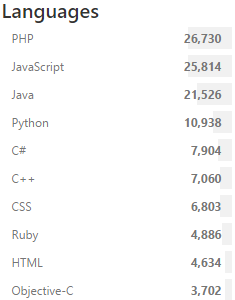 Languages
PHP 26,730
JavaScript 25,814
Java 21,526
Python 10,938
C# 7,904
C++ 7,060
CSS 6,803
Ruby 4,886
HTML 4,634
Objective-C 3,702